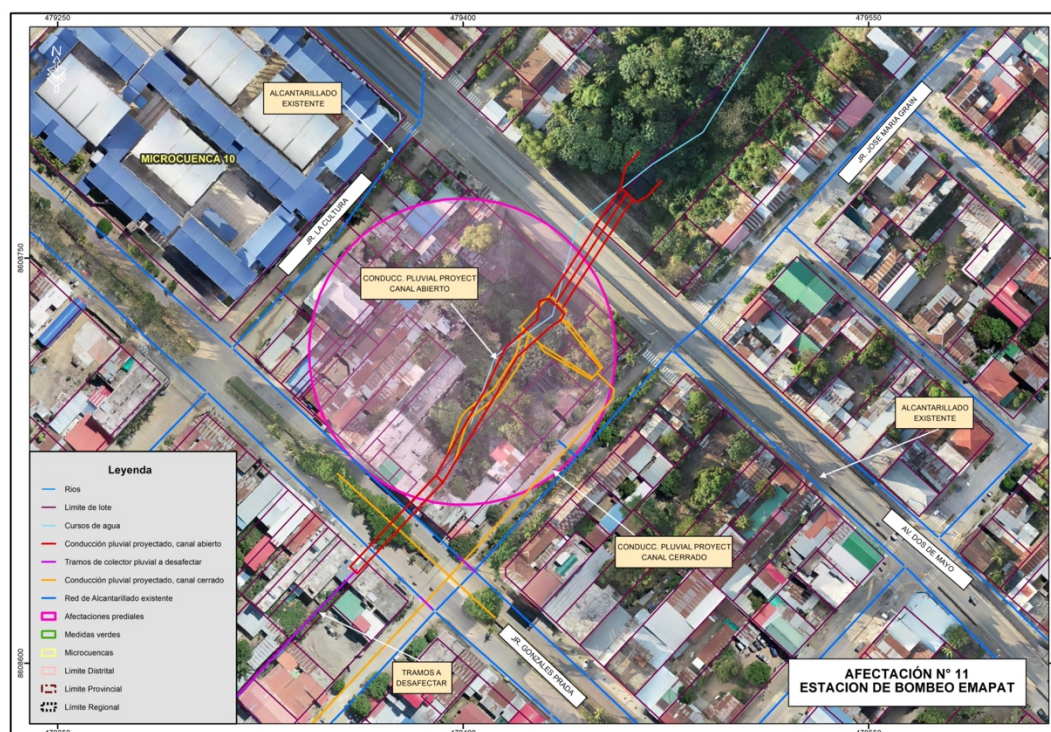 479250
479400
479550
N
ALCANTARILLADO
EXISTENTE
MICROCUENCA 10
JR. LA CULTURA
JR. JOSE MARIA GRAIN
8608750
CONDUCC. PLUVIAL PROYECT
CANAL ABIERTO
ALCANTARILLADO
EXISTENTE
AV. DOS DE MAYO
CONDUCC. PLUVIAL PROYECT
CANAL CERRADO
JR. GONZALES PRADA
TRAMOS A
DESAFECTAR
8608600
Leyenda
Rios
Limite de lote
Cursos de agua
Conducción pluvial proyectado, canal abierto
Tramos de colector pluvial a desafectar
Conducción pluvial proyectado, canal cerrado
Red de Alcantarillado existente
Afectaciones prediales
Medidas verdes
Microcuencas
Limite Distrital
Limite Provincial
Límite Regional
AFECTACIÓN N° 11
ESTACION DE BOMBEO EMAPAT
479250
479400
479550